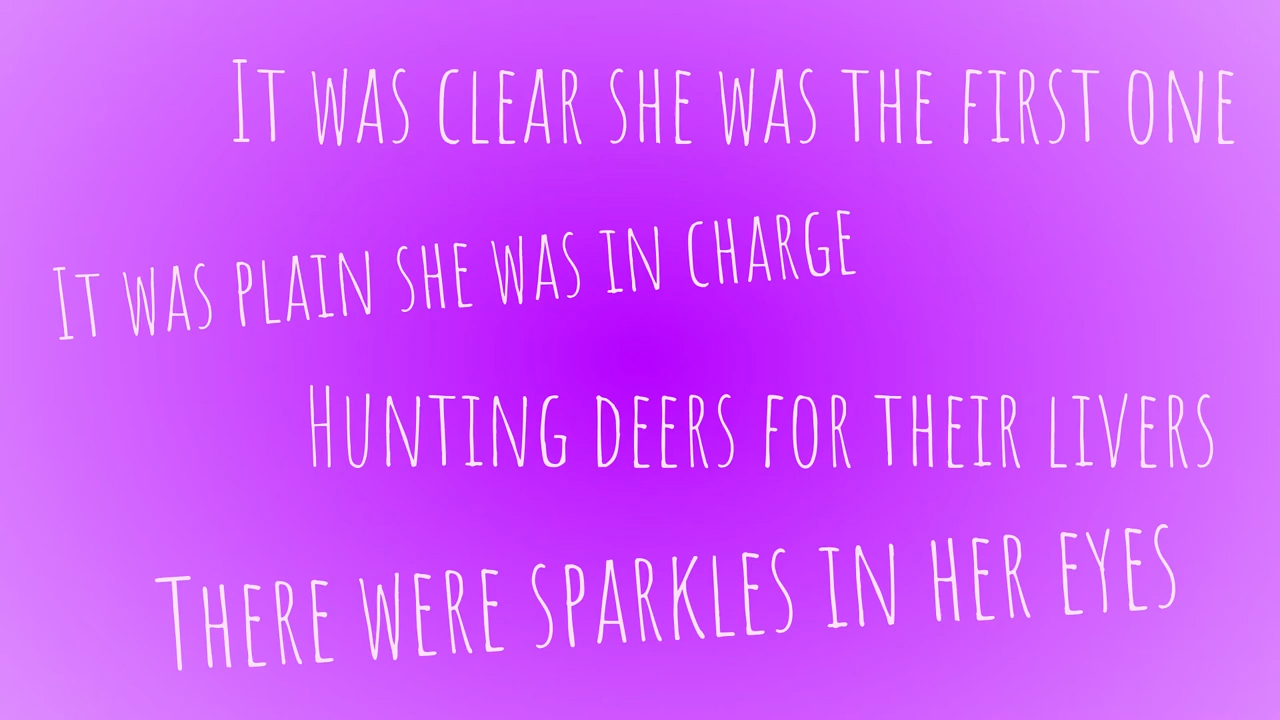 It was clear she was the first one
It was plain she was in charge
Hunting deers for their livers
There were sparkles in her eyes